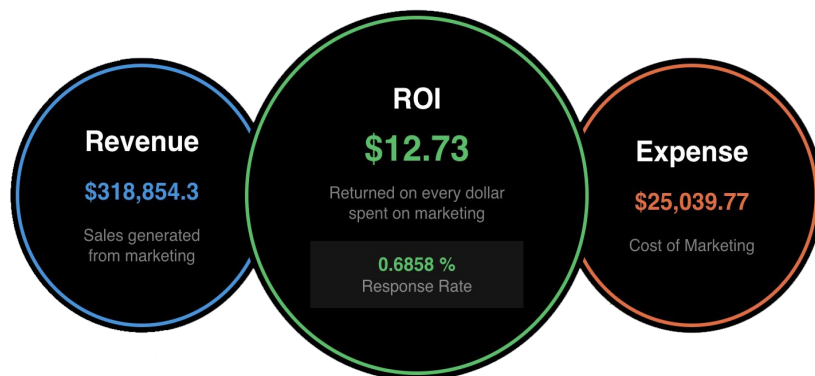 Revenue
$318,854.3
Sales generated
from marketing
ROI
$12.73
Returned on every dollar
spent on marketing
0.6858 %
Response Rate
Expense
$25,039.77
Cost of Marketing